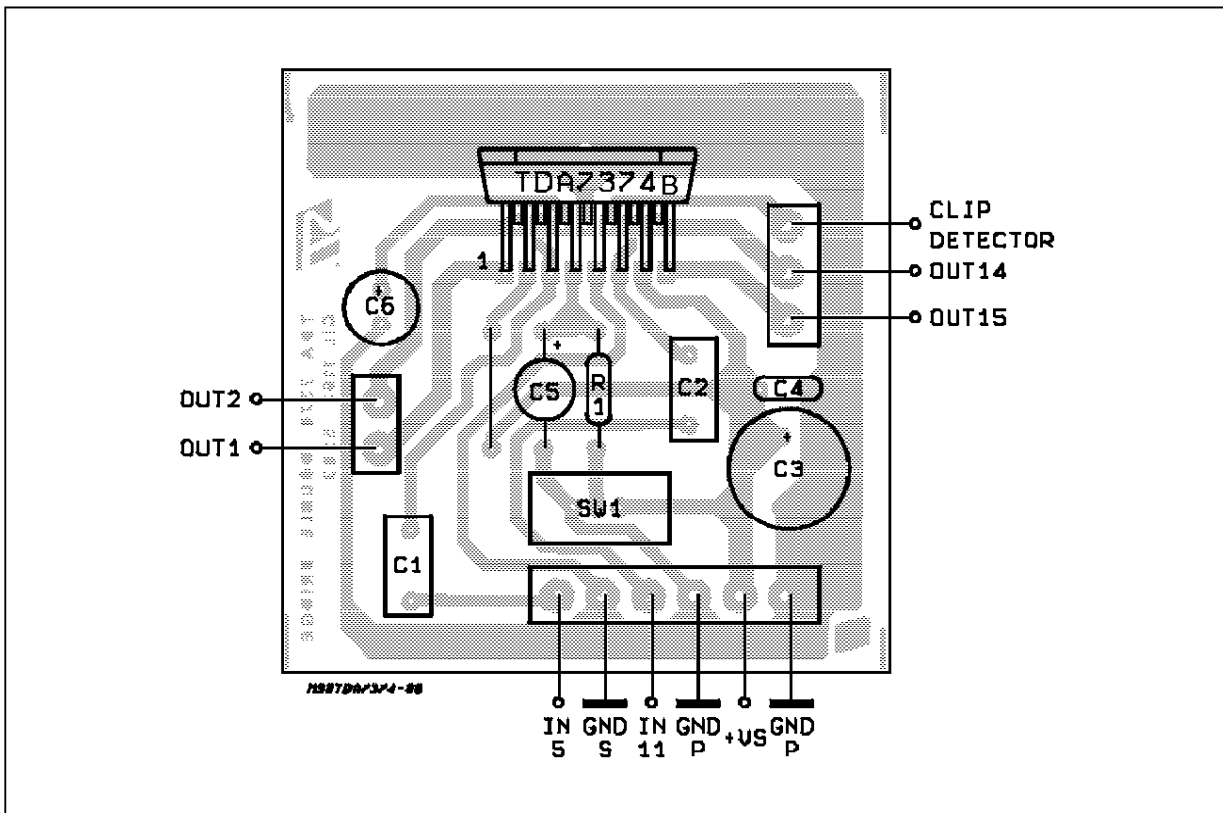 TDA7374B
1
CLIP
DETECTOR
OUT14
OUT15
+
C6
+
C5
R
1
C2
C4
OUT2
OUT1
+
C3
SW1
C1
IN
5
GND
S
IN
11
GND
P
+VS
GND
P